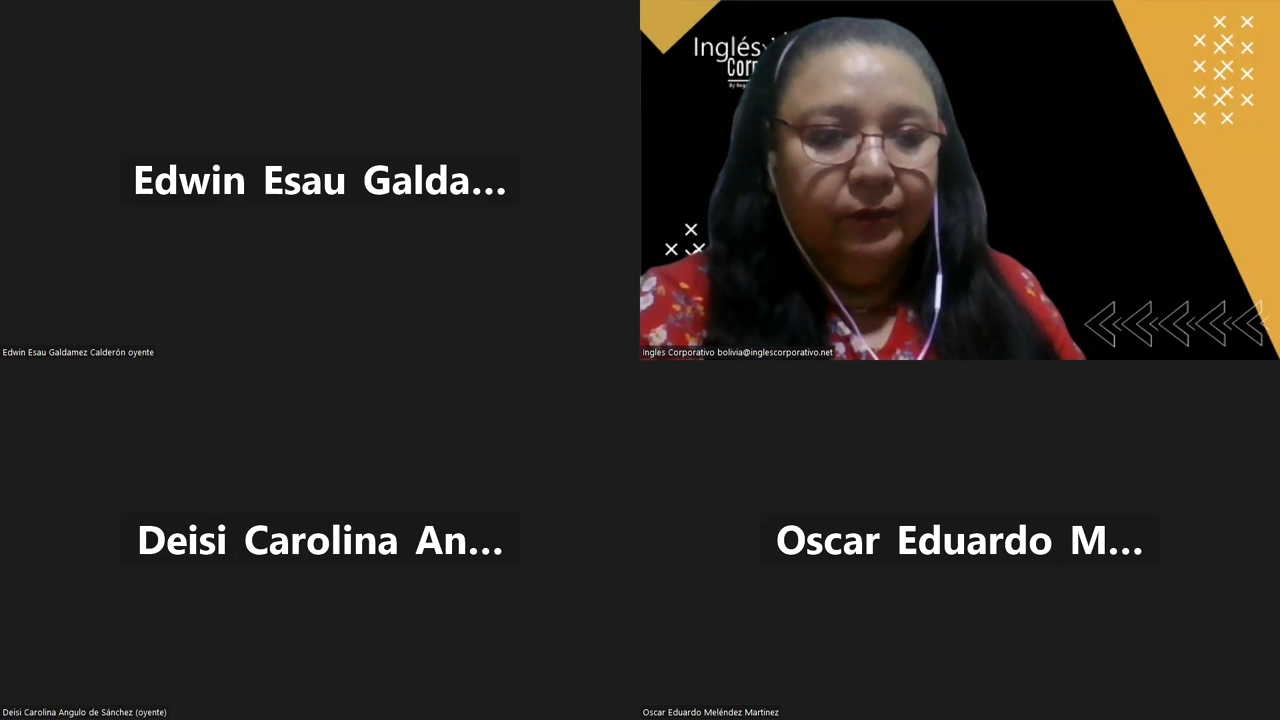 Edwin Esau Galda...
Edwin Esau Galdamez Calderón oyente
Inglés
Corp
Ingles Corporativo bolivia@inglescorporativo.net
Deisi Carolina An...
Deisi Carolina Angulo de Sánchez (oyente)
Oscar Eduardo M...
Oscar Eduardo Meléndez Martinez